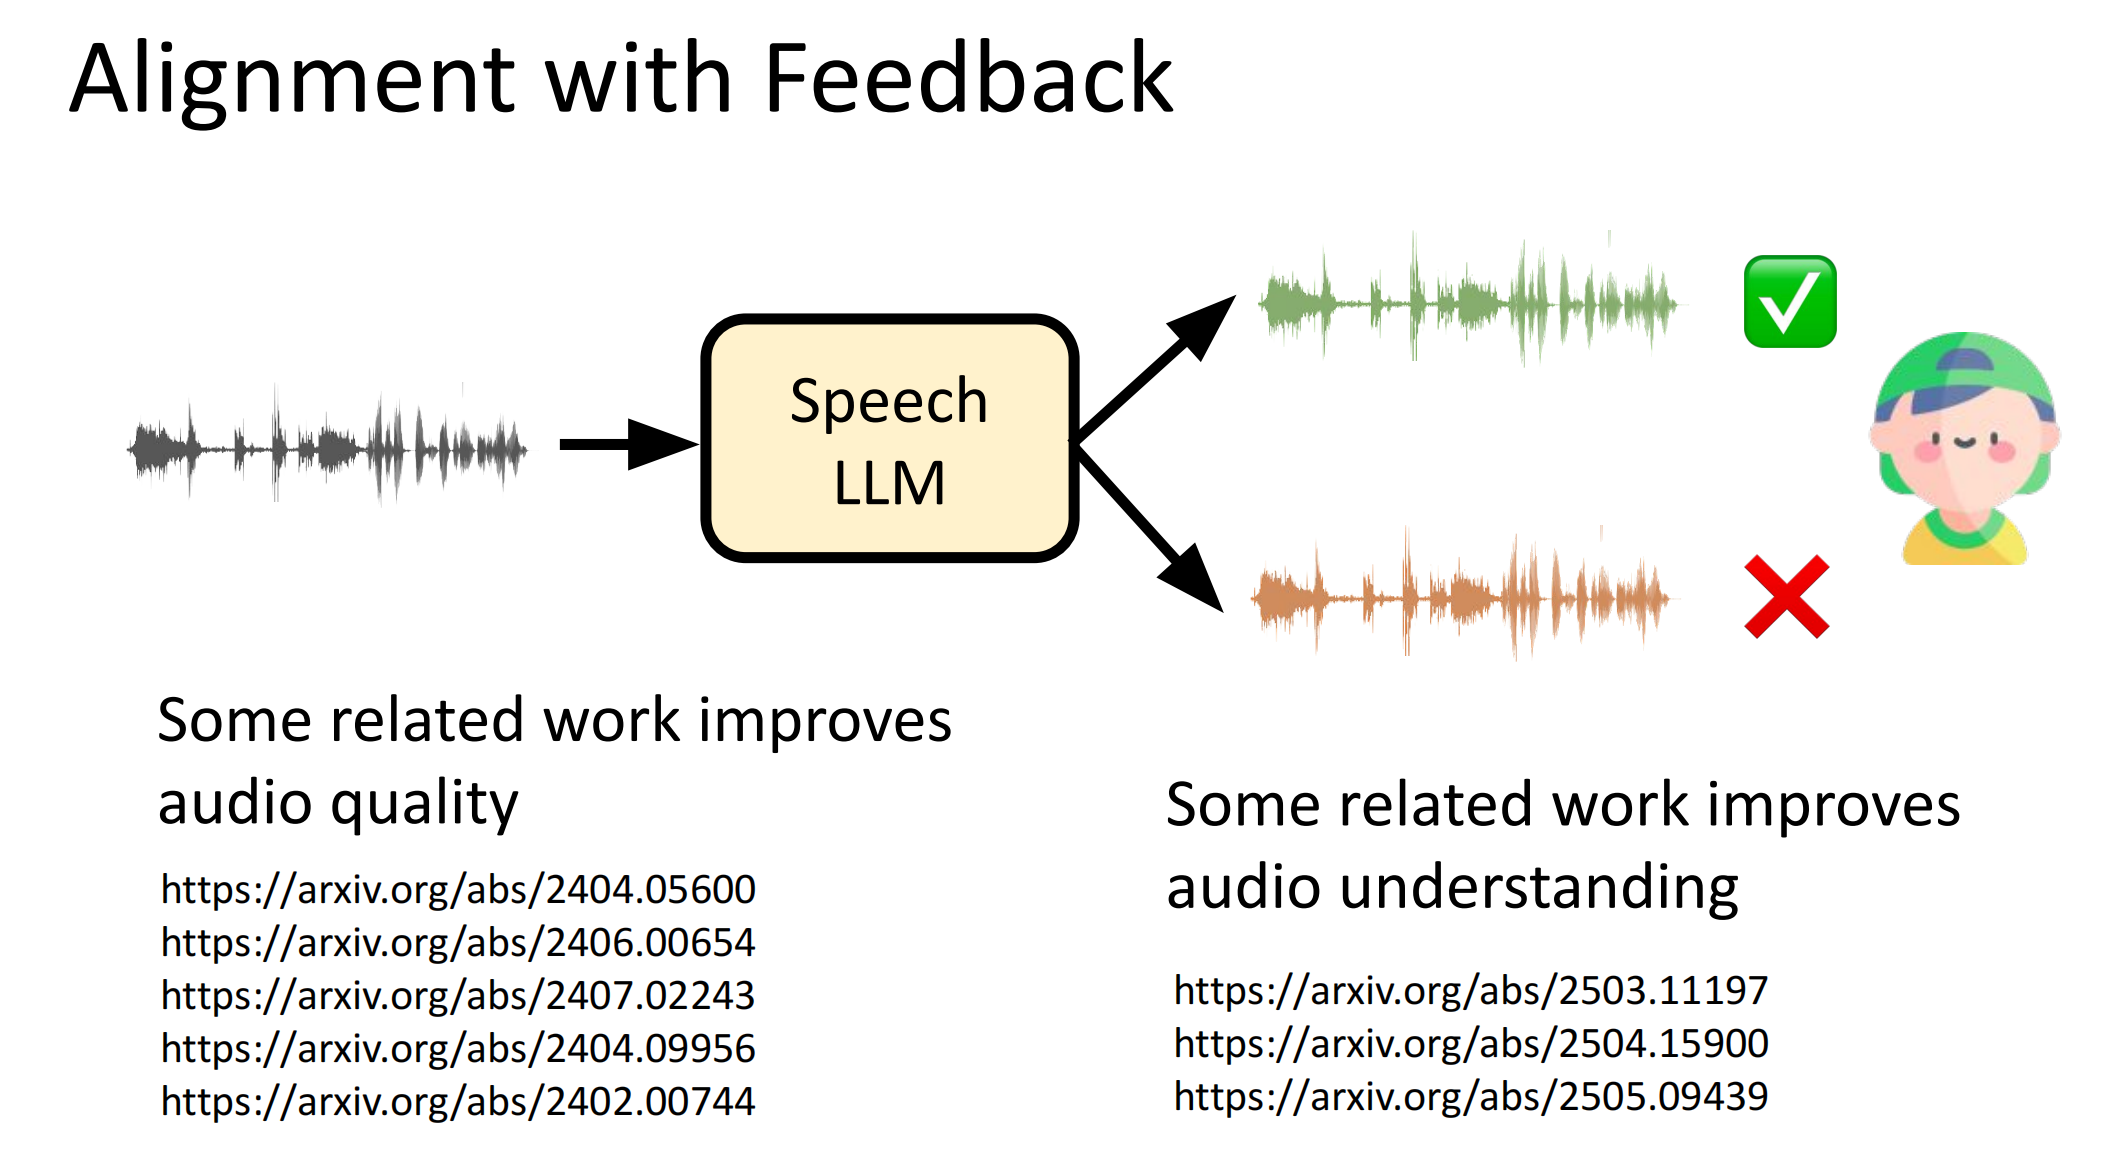 Alignment with Feedback
Speech
LLM
Some related work improves
audio quality
https://arxiv.org/abs/2404.05600
https://arxiv.org/abs/2406.00654
https://arxiv.org/abs/2407.02243
https://arxiv.org/abs/2404.09956
https://arxiv.org/abs/2402.00744
Some related work improves
audio understanding
https://arxiv.org/abs/2503.11197
https://arxiv.org/abs/2504.15900
https://arxiv.org/abs/2505.09439